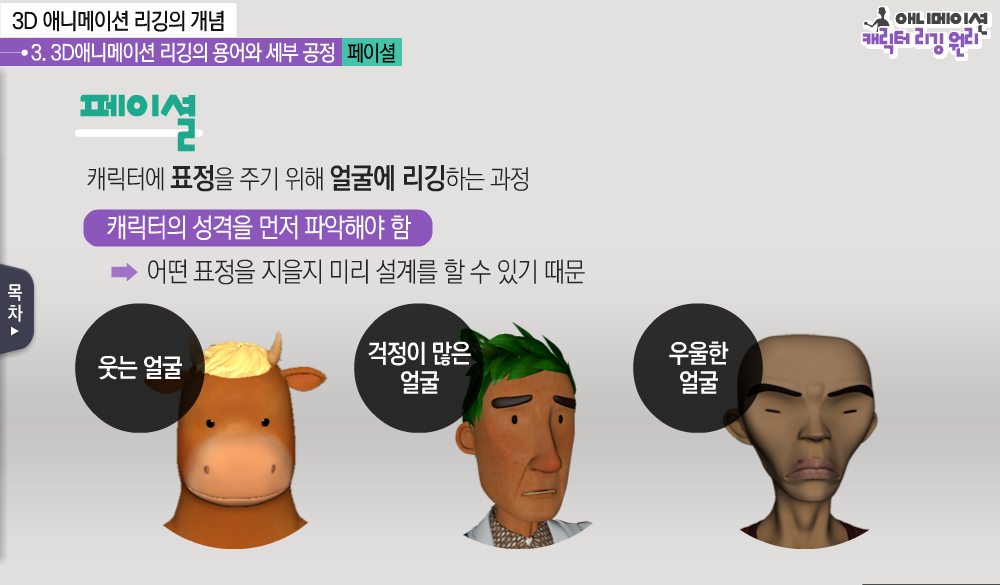 3D 애니메이션 리깅의 개념
애니메이션
캐릭터 리깅 원리
•3. 3D애니메이션 리깅의 용어와 세부 공정 페이셜
페이셜
캐릭터에 표정을 주기 위해 얼굴에 리깅하는 과정
캐릭터의 성격을 먼저 파악해야 함
➡ 어떤 표정을 지을지 미리 설계를 할 수 있기 때문
목
차
▶
웃는 얼굴
걱정이 많은
얼굴
우울한
얼굴